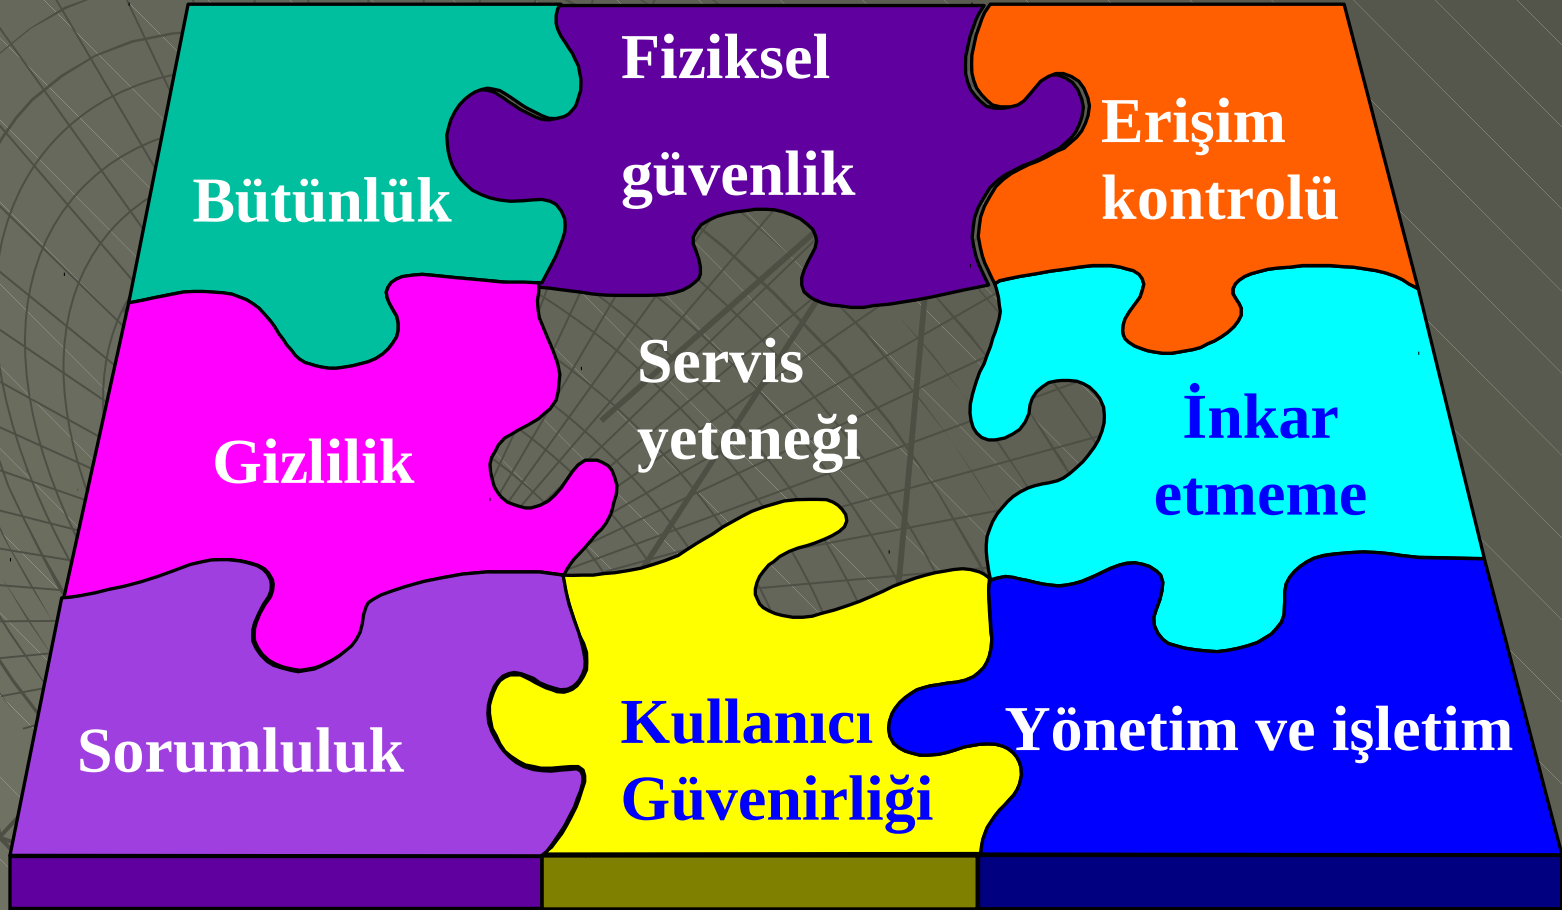 Bütünlük
Fiziksel
güvenlik
Erişim
kontrolü
Gizlilik
Servis
yeteneği
İnkar
etmeme
Sorumluluk
Kullanıcı
Güvenirliği
Yönetim ve işletim